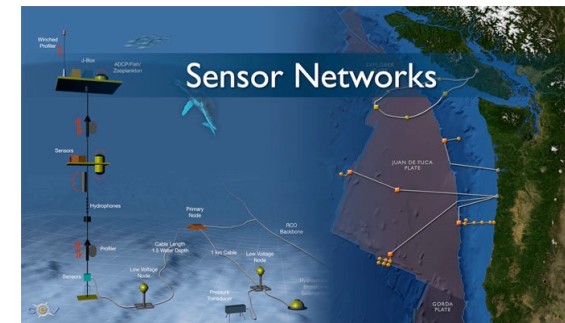 Sensor Networks
Winched
Profiler
J-Box
ADCP/Fish/
Zooplankton
Sensors
Hydrophones
Profiler
Sensors
Primary
Node
Cable Length
1.5 Water Depth
1 km Cable
RCO
Backbone
Low Voltage
Node
Low Voltage
Node
Pressure
Transducer
EXPLORER
JUAN DE FUCA
PLATE
GORDA
PLATE